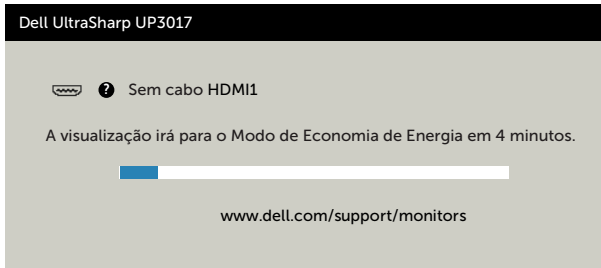 Dell UltraSharp UP3017
? Sem cabo HDMI1
A visualização irá para o Modo de Economia de Energia em 4 minutos.
www.dell.com/support/monitors